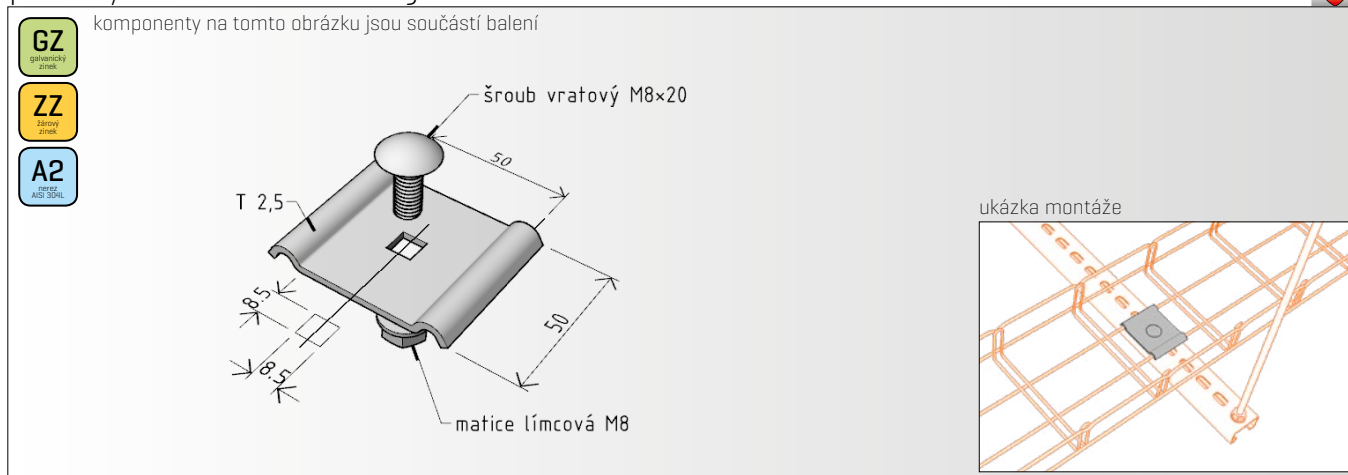 komponenty na tomto obrázku jsou součástí balení
GZ
galvanický
zinek
ZZ
žárový
zinek
A2
nerez
AISI 304L
šroub vratový M8×20
50
T 2,5
8.5
8.5
50
matice límcová M8
ukázka montáže